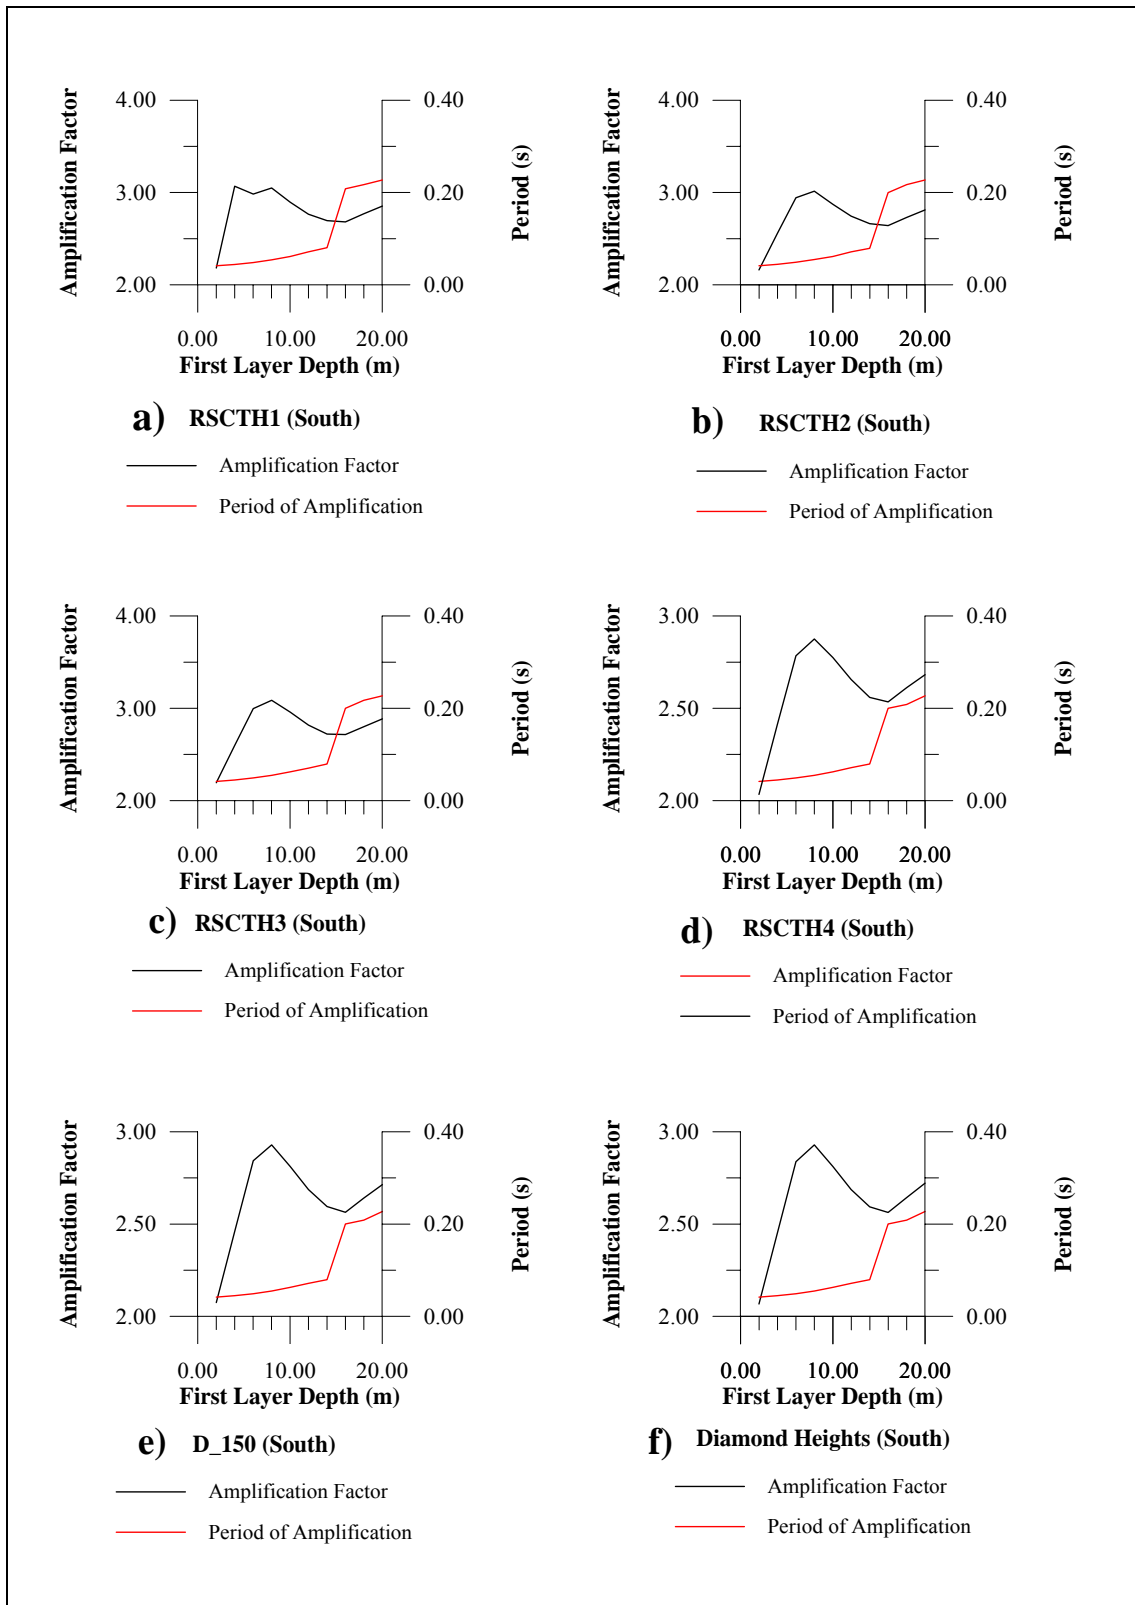 4.00
3.00
2.00
Amplification Factor
0.40
0.20
0.00
Period (s)
0.00 10.00 20.00
First Layer Depth (m)
a) RSCTH1 (South)
Amplification Factor
Period of Amplification
4.00
3.00
2.00
Amplification Factor
0.40
0.20
0.00
Period (s)
0.00 10.00 20.00
First Layer Depth (m)
b) RSCTH2 (South)
Amplification Factor
Period of Amplification
4.00
3.00
2.00
Amplification Factor
0.40
0.20
0.00
Period (s)
0.00 10.00 20.00
First Layer Depth (m)
c) RSCTH3 (South)
Amplification Factor
Period of Amplification
3.00
2.50
2.00
Amplification Factor
0.40
0.20
0.00
Period (s)
0.00 10.00 20.00
First Layer Depth (m)
d) RSCTH4 (South)
Amplification Factor
Period of Amplification
3.00
2.50
2.00
Amplification Factor
0.40
0.20
0.00
Period (s)
0.00 10.00 20.00
First Layer Depth (m)
e) D_150 (South)
Amplification Factor
Period of Amplification
3.00
2.50
2.00
Amplification Factor
0.40
0.20
0.00
Period (s)
0.00 10.00 20.00
First Layer Depth (m)
f) Diamond Heights (South)
Amplification Factor
Period of Amplification